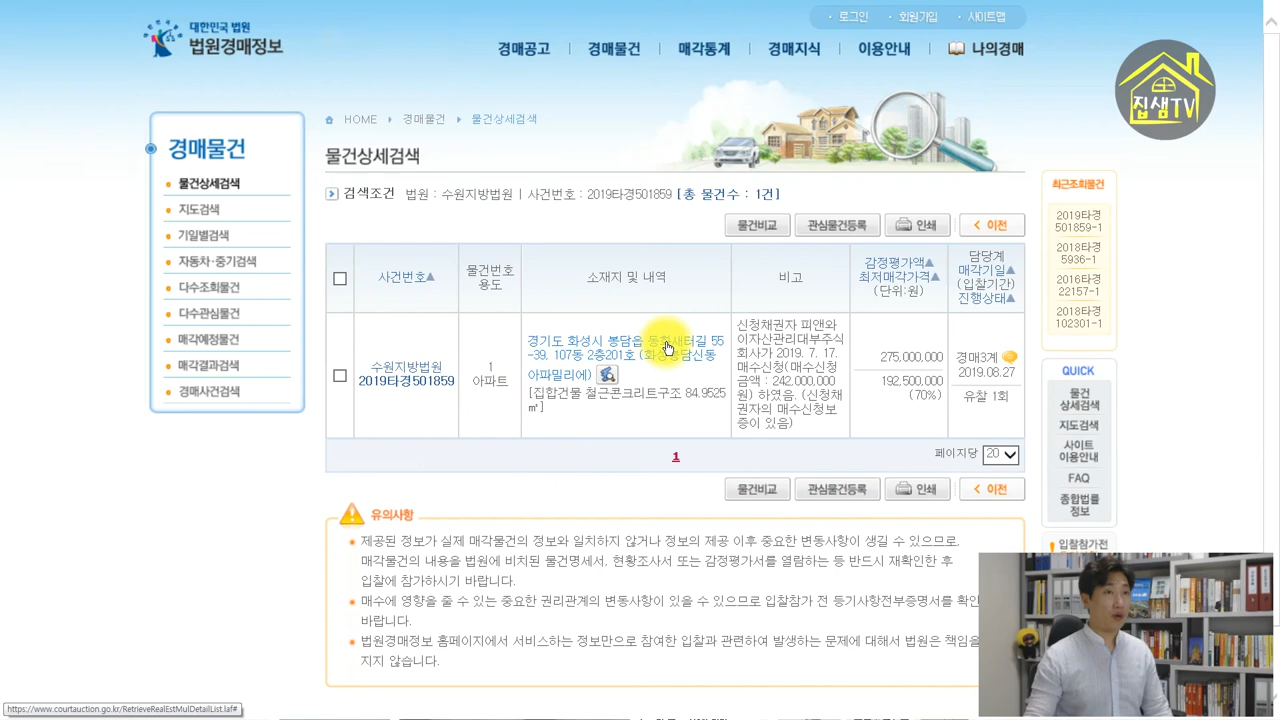 로그인 회원가입 사이트맵
대한민국 법원
법원경매정보
경매공고 경매물건 매각통계 경매지식 이용안내 나의경매
집샘TV
경매물건
물건상세검색
지도검색
기일별검색
자동차·중기검색
다수조회물건
다수관심물건
매각예정물건
매각결과검색
경매사건검색
HOME 경매물건 물건상세검색
물건상세검색
검색조건 법원 : 수원지방법원 | 사건번호 : 2019타경501859 [총 물건수 : 1건]
물건비교 관심물건등록 인쇄 이전
사건번호▲
물건번호
용도
소재지 및 내역
비고
감정평가액▲
최저매각가격▲
(단위:원)
담당계
매각기일▲
(입찰기간)
진행상태▲
수원지방법원
2019타경501859
1
아파트
경기도 화성시 봉담읍 동화새터길 55
-39, 107동 2층201호 (화성봉담신동
아파밀리에)
[집합건물 철근콘크리트구조 84.9525
㎡]
신청채권자 피앤와
이자산관리대부주식
회사가 2019. 7. 17.
매수신청(매수신청
금액 : 242.000.000
원) 하였음. (신청채
권자의 매수신청보
증이 있음)
275,000,000
192,500,000
(70%)
경매3계
2019.08.27
유찰 1회
1
페이지당 20
물건비교 관심물건등록 인쇄 이전
유의사항
제공된 정보가 실제 매각물건의 정보와 일치하지 않거나 정보의 제공 이후 중요한 변동사항이 생길 수 있으므로,
매각물건의 내용을 법원에 비치된 물건명세서, 현황조사서 또는 감정평가서를 열람하는 등 반드시 재확인한 후
입찰에 참가하시기 바랍니다.
매수에 영향을 줄 수 있는 중요한 권리관계의 변동사항이 있을 수 있으므로 입찰참가 전 등기사항전부증명서를 확인
바랍니다.
법원경매정보 홈페이지에서 서비스하는 정보만으로 참여한 입찰과 관련하여 발생하는 문제에 대해서 법원은 책임을
지지 않습니다.
최근조회물건
2019타경
501859-1
2018타경
5936-1
2016타경
22157-1
2018타경
102301-1
QUICK
물건
상세검색
지도검색
사이트
이용안내
FAQ
종합법률
정보
입찰참가전
https://www.courtauction.go.kr/RetrieveRealEstMulDetailList.laf#